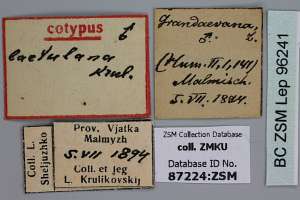 cotypus ♂
lactulana
Krul.
Grandaevana,
♂. Z.
(Hum. II. 1, 141)
Malmisch.
5. VII. 1894.
Coll. L.
Sheljuzhko
Prov. Vjatka
Malmyzh
5. VII 1894
Coll. et jeg
L. Krulikovskij
ZSM Collection Database
coll. ZMKU
Database ID No.
87224:ZSM
BC ZSM Lep 96241